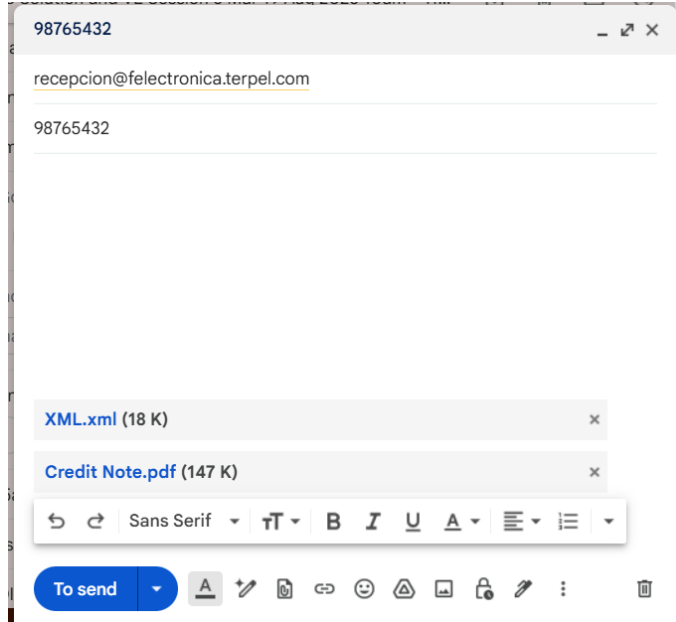 98765432
recepcion@felectronica.terpel.com
98765432
XML.xml (18 K)
Credit Note.pdf (147 K)
Sans Serif
B I U A
To send A